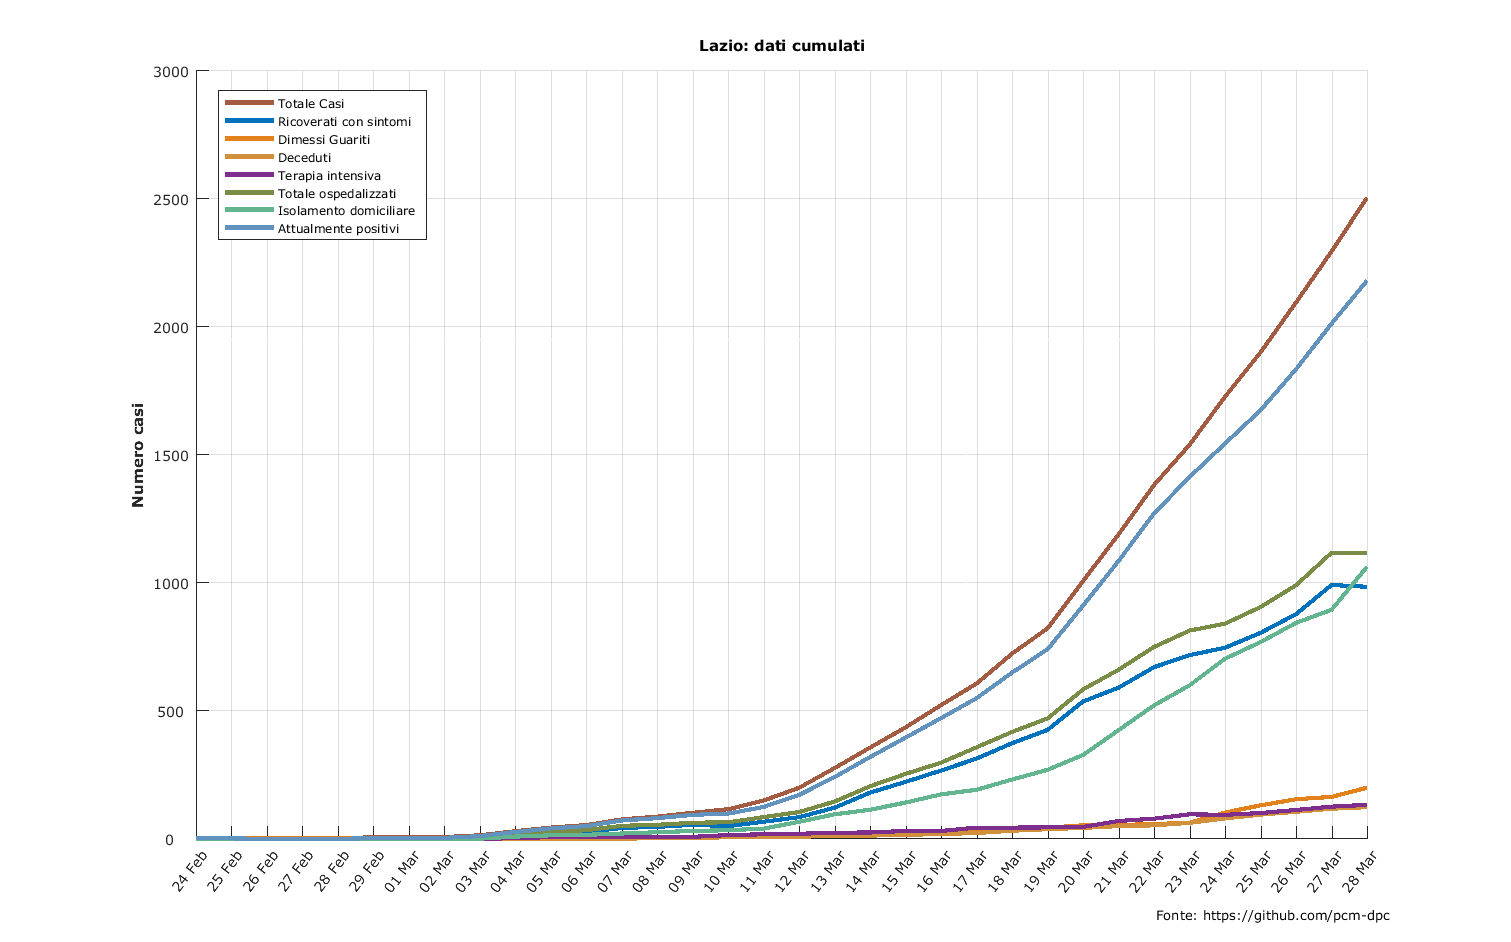 Lazio: dati cumulati
3000
2500
2000
1500
1000
500
0
Numero casi
Totale Casi
Ricoverati con sintomi
Dimessi Guariti
Deceduti
Terapia intensiva
Totale ospedalizzati
Isolamento domiciliare
Attualmente positivi
24 Feb
25 Feb
26 Feb
27 Feb
28 Feb
29 Feb
01 Mar
02 Mar
03 Mar
04 Mar
05 Mar
06 Mar
07 Mar
08 Mar
09 Mar
10 Mar
11 Mar
12 Mar
13 Mar
14 Mar
15 Mar
16 Mar
17 Mar
18 Mar
19 Mar
20 Mar
21 Mar
22 Mar
23 Mar
24 Mar
25 Mar
26 Mar
27 Mar
28 Mar
Fonte: https://github.com/pcm-dpc